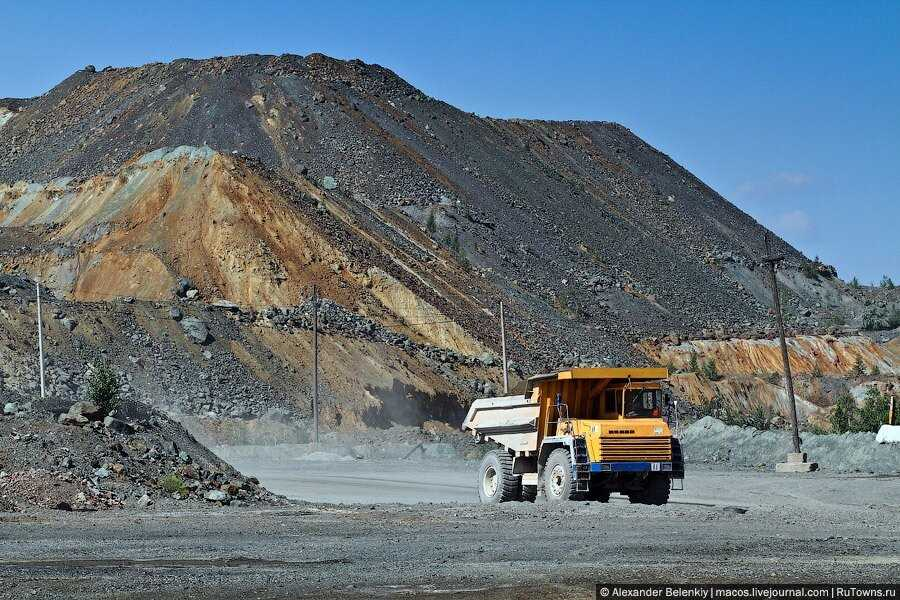 © Alexander Belenkiy | macos.livejournal.com | RuTowns.ru